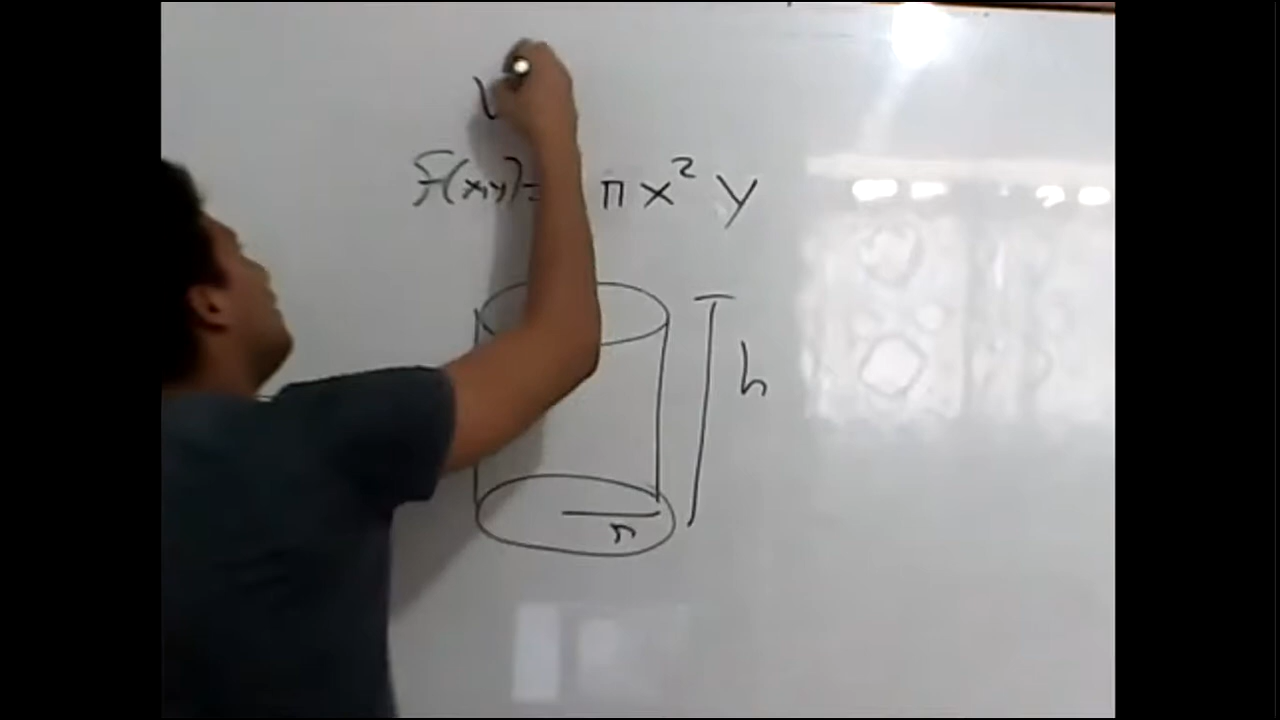 f(x,y)= πx² y
h
r